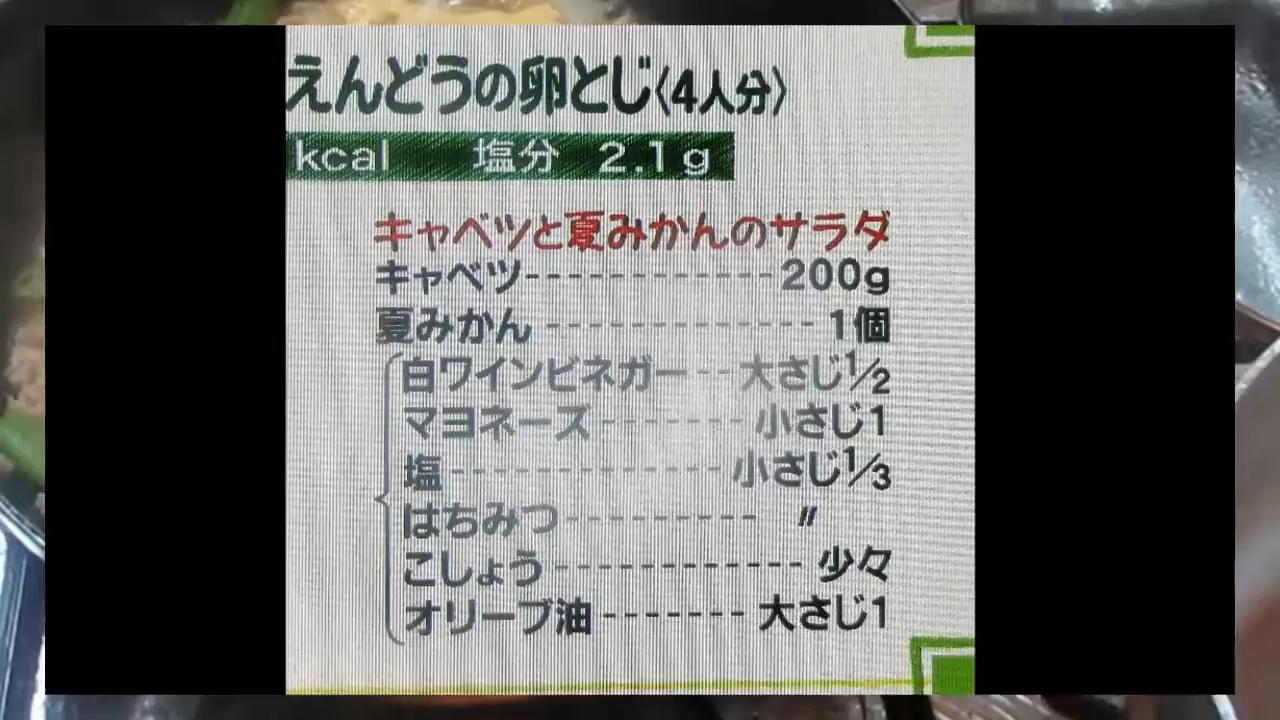 えんどうの卵とじ〈4人分〉
kcal 塩分 2.1g
キャベツと夏みかんのサラダ
キャベツ------------200g
夏みかん-------------1個
白ワインビネガー--大さじ1/2
マヨネーズ-------小さじ1
塩-------------小さじ1/3
はちみつ--------- 〃
こしょう------------少々
オリーブ油-------大さじ1